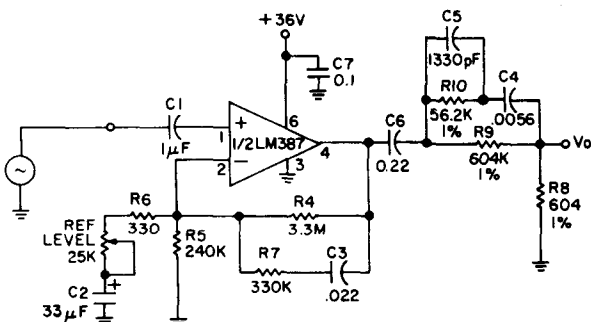 +36V
C7
0.1
C1
1µF
+
1
1/2LM387
6
4
2
−
3
C6
0.22
C5
1330pF
R10
56.2K
1%
C4
.0056
R9
604K
1%
Vo
R8
604
1%
R6
330
REF
LEVEL
25K
C2
33µF
+
R5
240K
R4
3.3M
R7
330K
C3
.022